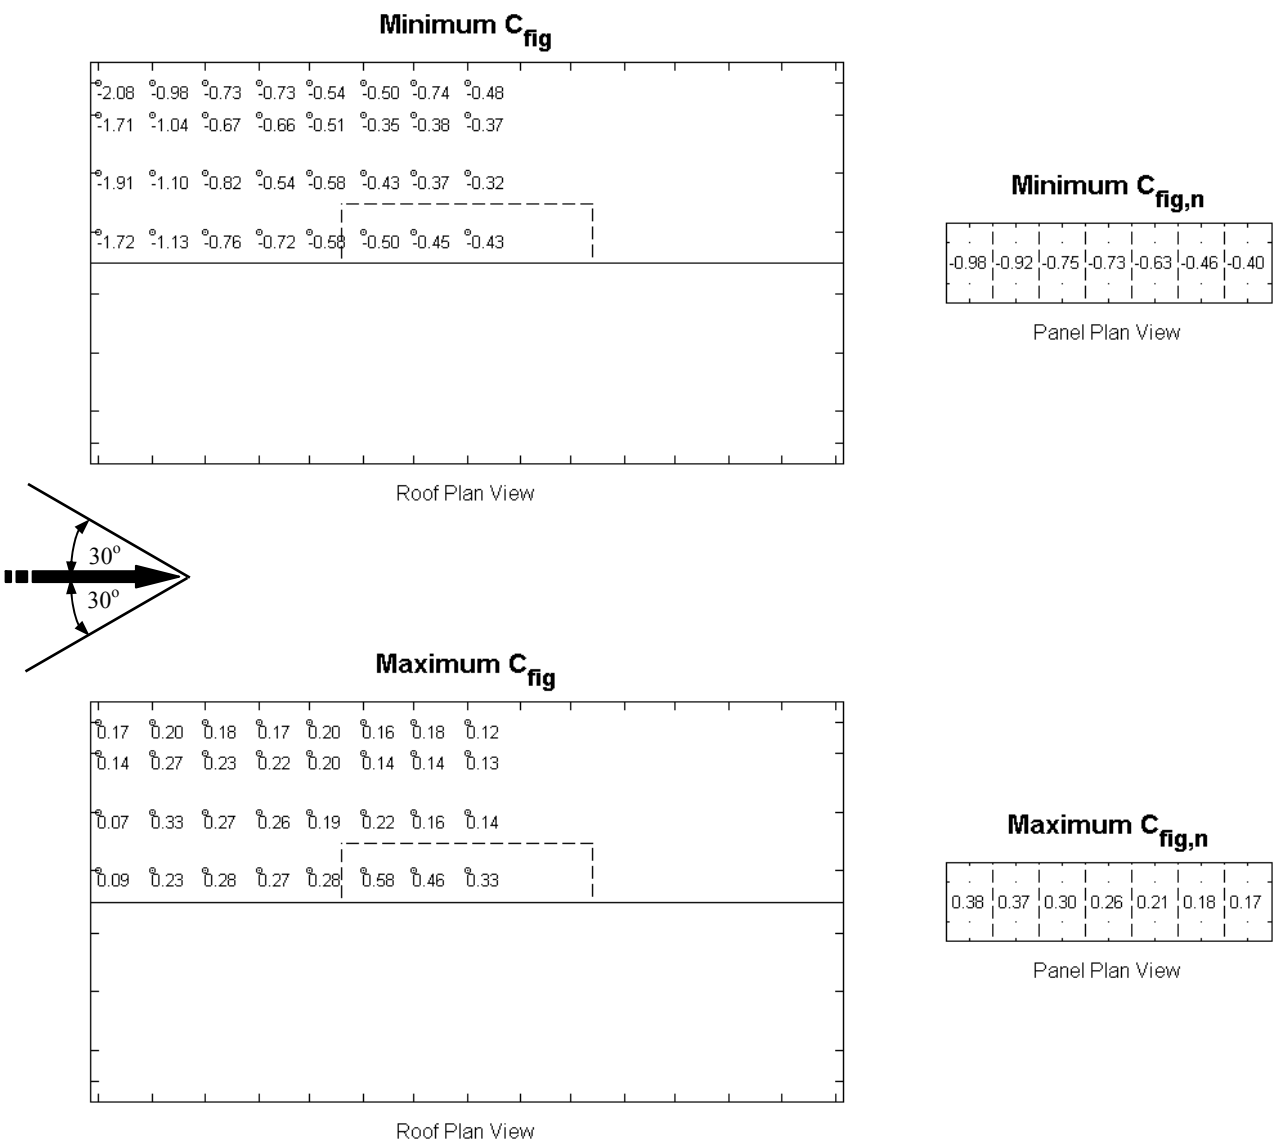 Minimum Cfig
-2.08 -0.98 -0.73 -0.73 -0.54 -0.50 -0.74 -0.48
-1.71 -1.04 -0.67 -0.66 -0.51 -0.35 -0.38 -0.37
-1.91 -1.10 -0.82 -0.54 -0.58 -0.43 -0.37 -0.32
-1.72 -1.13 -0.76 -0.72 -0.58 -0.50 -0.45 -0.43
Roof Plan View
Minimum Cfig,n
-0.98 -0.92 -0.75 -0.73 -0.63 -0.46 -0.40
Panel Plan View
30°
30°
Maximum Cfig
0.17 0.20 0.18 0.17 0.20 0.16 0.18 0.12
0.14 0.27 0.23 0.22 0.20 0.14 0.14 0.13
0.07 0.33 0.27 0.26 0.19 0.22 0.16 0.14
0.09 0.23 0.28 0.27 0.28 0.58 0.46 0.33
Roof Plan View
Maximum Cfig,n
0.38 0.37 0.30 0.26 0.21 0.18 0.17
Panel Plan View